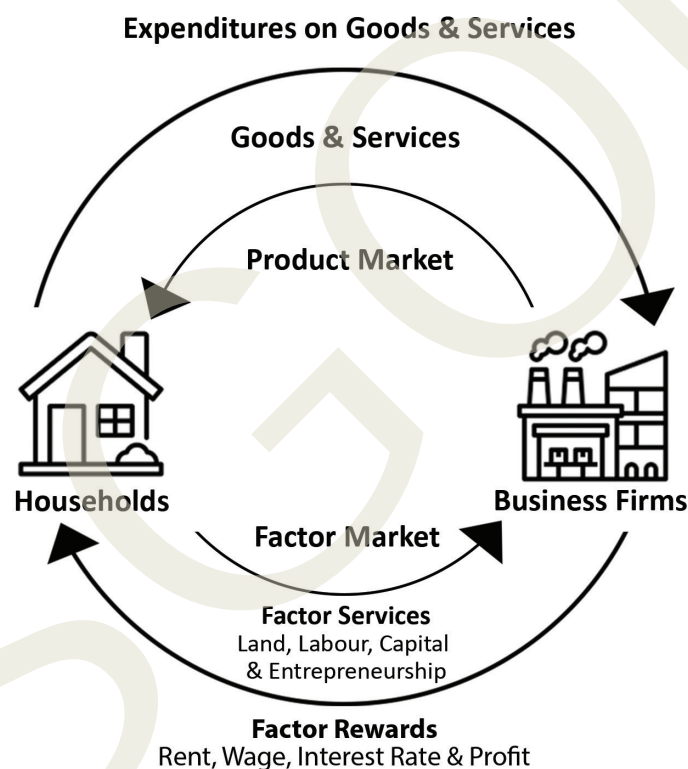 Expenditures on Goods & Services
Goods & Services
Product Market
Households
Business Firms
Factor Market
Factor Services
Land, Labour, Capital
& Entrepreneurship
Factor Rewards
Rent, Wage, Interest Rate & Profit